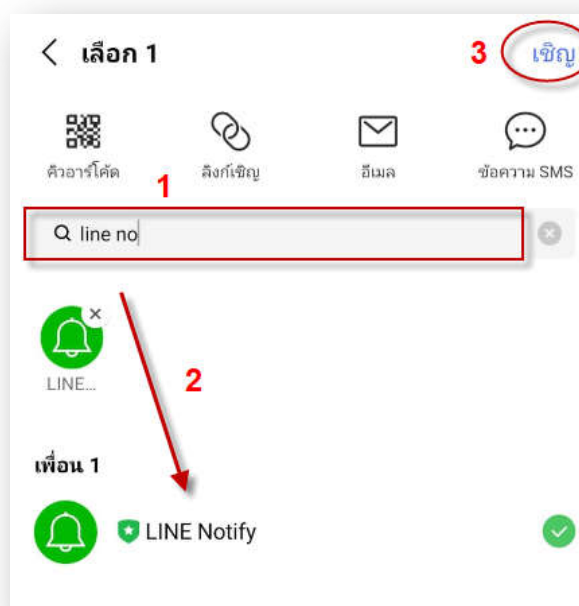 เลือก 1
3
เชิญ
คิวอาร์โค้ด
ลิงก์เชิญ
อีเมล
ข้อความ SMS
1
line no
LINE...
2
เพื่อน 1
LINE Notify